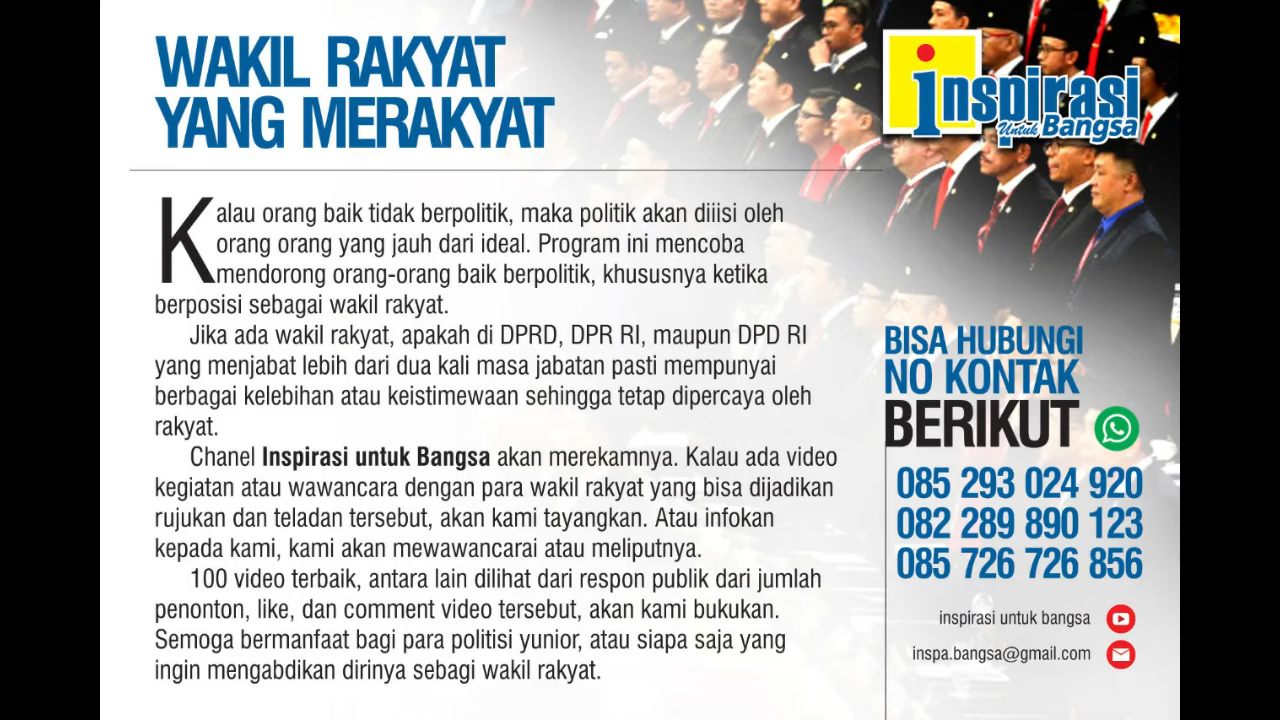 WAKIL RAKYAT
YANG MERAKYAT
inspirasi
Untuk Bangsa
Kalau orang baik tidak berpolitik, maka politik akan diiisi oleh
orang orang yang jauh dari ideal. Program ini mencoba
mendorong orang-orang baik berpolitik, khususnya ketika
berposisi sebagai wakil rakyat.
Jika ada wakil rakyat, apakah di DPRD, DPR RI, maupun DPD RI
yang menjabat lebih dari dua kali masa jabatan pasti mempunyai
berbagai kelebihan atau keistimewaan sehingga tetap dipercaya oleh
rakyat.
Chanel Inspirasi untuk Bangsa akan merekamnya. Kalau ada video
kegiatan atau wawancara dengan para wakil rakyat yang bisa dijadikan
rujukan dan teladan tersebut, akan kami tayangkan. Atau infokan
kepada kami, kami akan mewawancarai atau meliputnya.
100 video terbaik, antara lain dilihat dari respon publik dari jumlah
penonton, like, dan comment video tersebut, akan kami bukukan.
Semoga bermanfaat bagi para politisi yunior, atau siapa saja yang
ingin mengabdikan dirinya sebagi wakil rakyat.
BISA HUBUNGI
NO KONTAK
BERIKUT
085 293 024 920
082 289 890 123
085 726 726 856
inspirasi untuk bangsa
inspa.bangsa@gmail.com